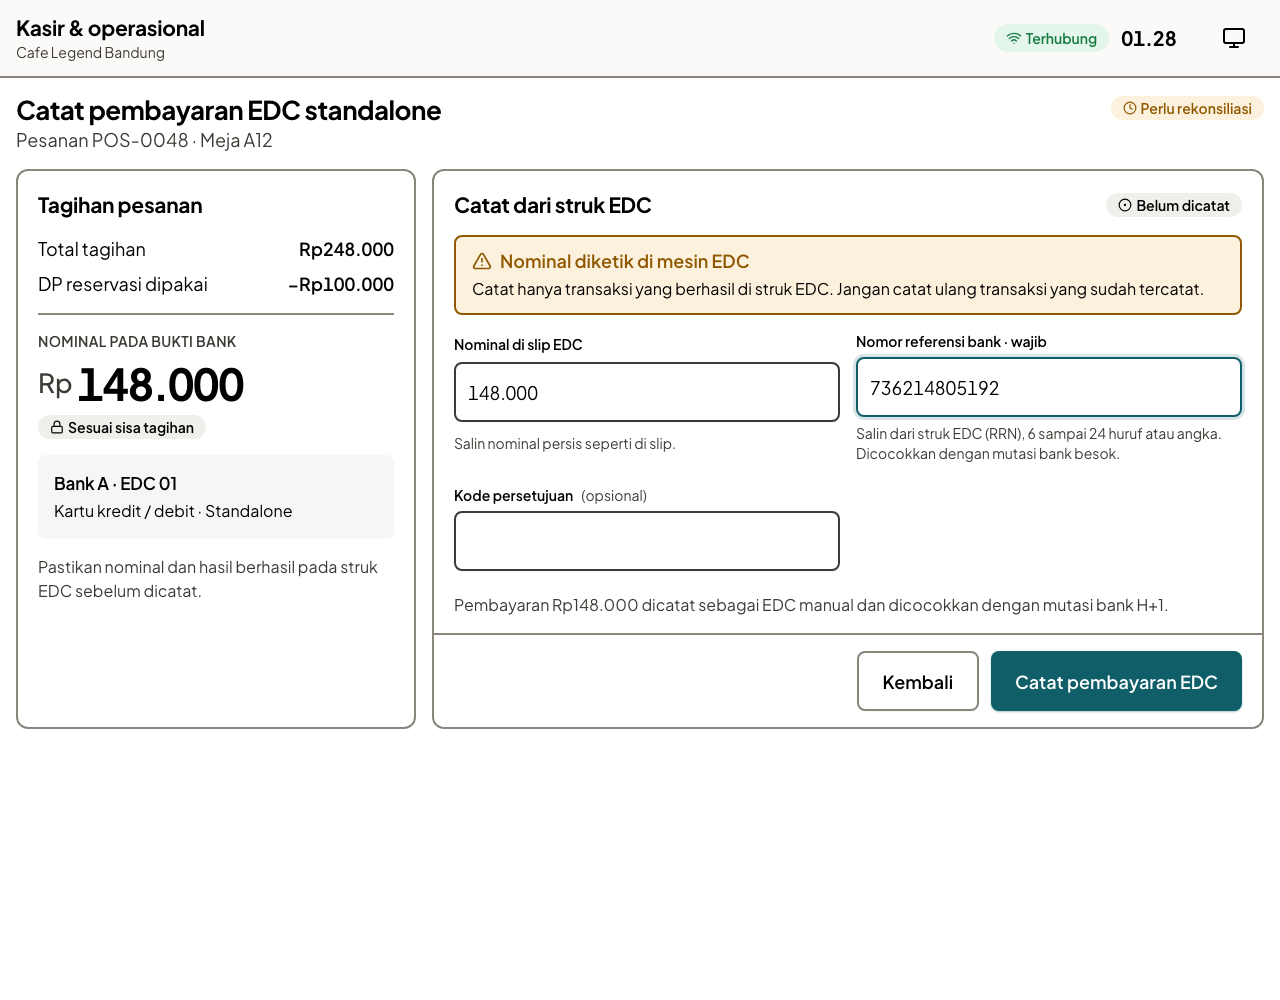 Kasir & operasional
Cafe Legend Bandung
Terhubung
01.28
Catat pembayaran EDC standalone
Pesanan POS-0048 · Meja A12
Perlu rekonsiliasi
Tagihan pesanan
Total tagihan Rp248.000
DP reservasi dipakai −Rp100.000
NOMINAL PADA BUKTI BANK
Rp 148.000
Sesuai sisa tagihan
Bank A · EDC 01
Kartu kredit / debit · Standalone
Pastikan nominal dan hasil berhasil pada struk
EDC sebelum dicatat.
Catat dari struk EDC
Belum dicatat
Nominal diketik di mesin EDC
Catat hanya transaksi yang berhasil di struk EDC. Jangan catat ulang transaksi yang sudah tercatat.
Nominal di slip EDC
148.000
Salin nominal persis seperti di slip.
Nomor referensi bank · wajib
736214805192
Salin dari struk EDC (RRN), 6 sampai 24 huruf atau angka.
Dicocokkan dengan mutasi bank besok.
Kode persetujuan (opsional)
Pembayaran Rp148.000 dicatat sebagai EDC manual dan dicocokkan dengan mutasi bank H+1.
Kembali
Catat pembayaran EDC